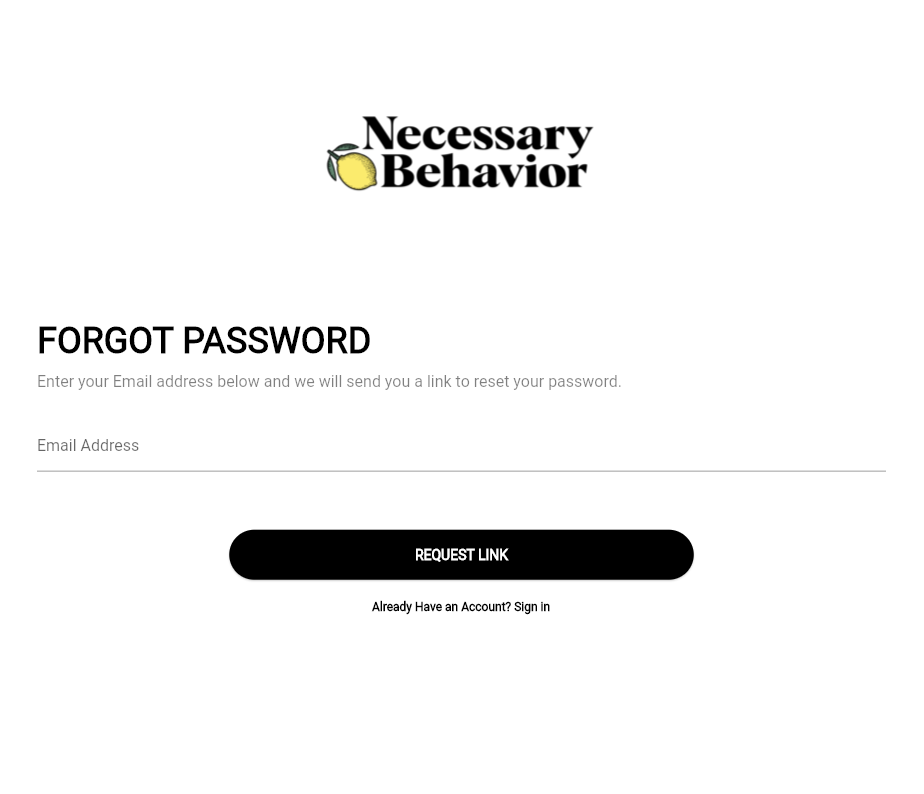 Necessary
Behavior
FORGOT PASSWORD
Enter your Email address below and we will send you a link to reset your password.
Email Address
REQUEST LINK
Already Have an Account? Sign in